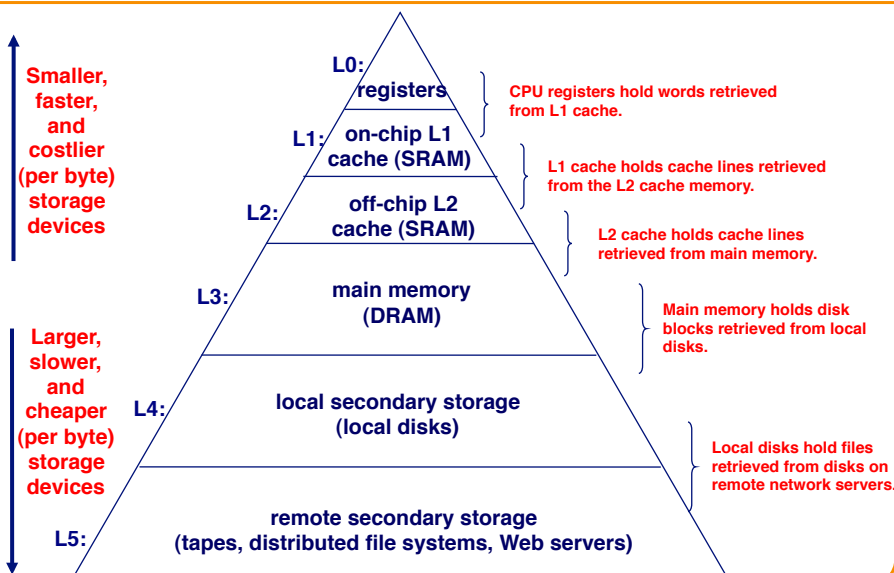 Smaller,
faster,
and
costlier
(per byte)
storage
devices
Larger,
slower,
and
cheaper
(per byte)
storage
devices
L0:
registers
CPU registers hold words retrieved
from L1 cache.
L1:
on-chip L1
cache (SRAM)
L1 cache holds cache lines retrieved
from the L2 cache memory.
L2:
off-chip L2
cache (SRAM)
L2 cache holds cache lines
retrieved from main memory.
L3:
main memory
(DRAM)
Main memory holds disk
blocks retrieved from local
disks.
L4:
local secondary storage
(local disks)
Local disks hold files
retrieved from disks on
remote network servers.
L5:
remote secondary storage
(tapes, distributed file systems, Web servers)